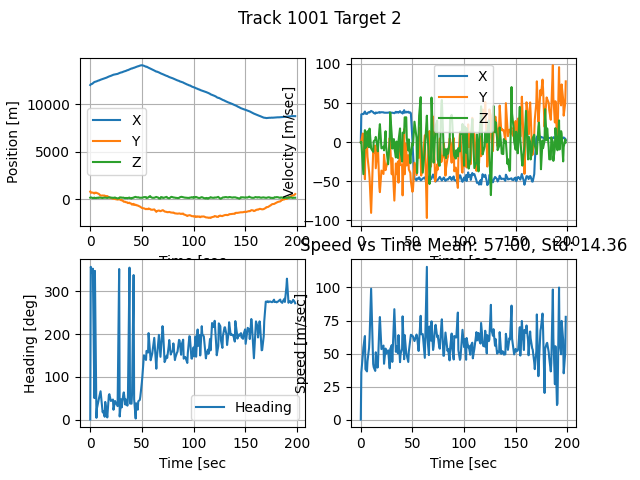 Track 1001 Target 2
Position [m]
10000
5000
0
X
Y
Z
0
50
100
150
200
Time [sec
Velocity [m/sec]
100
50
0
−50
−100
X
Y
Z
0
50
100
150
200
Time [sec
Heading [deg]
300
200
100
0
Heading
0
50
100
150
200
Time [sec
Speed vs Time Mean: 57.00, Std: 14.36
Speed [m/sec]
100
75
50
25
0
0
50
100
150
200
Time [sec